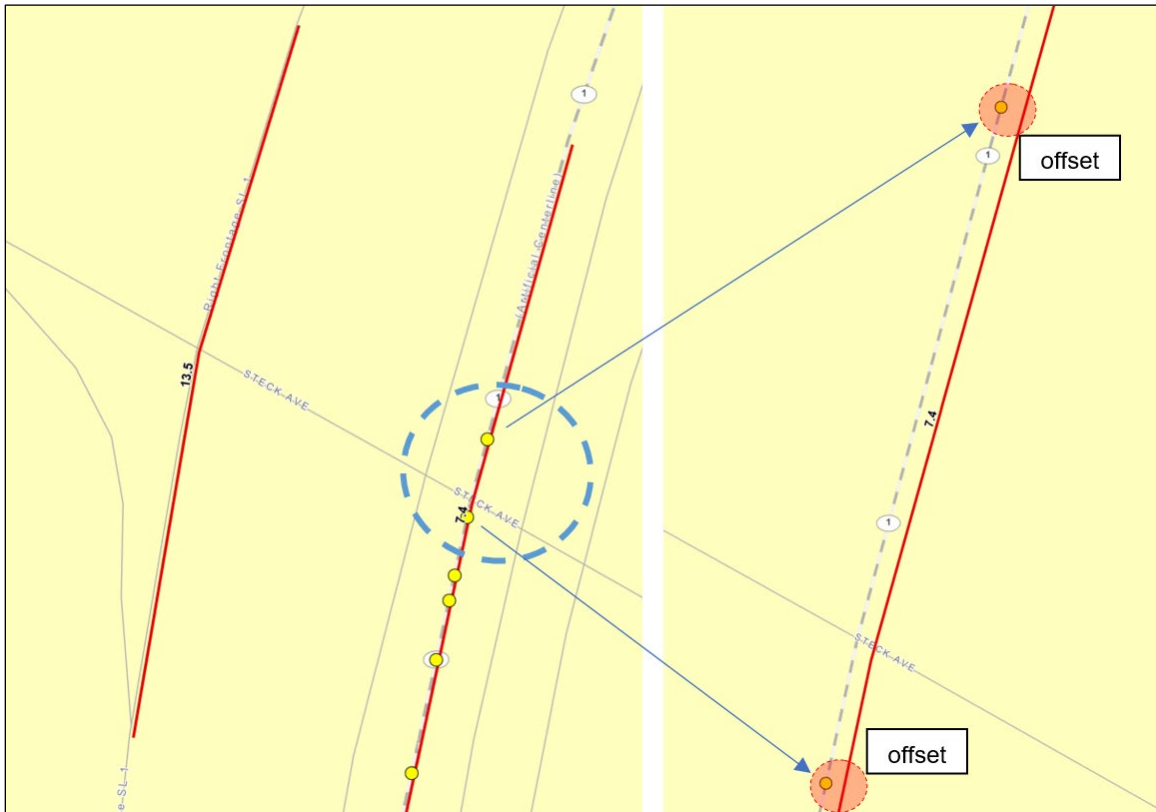 1
(Artificial Centerline)
Right Frontage SL 1
13.5
STECK AVE
1
STECK AVE
7.4
e SL 1
offset
1
7.4
1
STECK AVE
offset